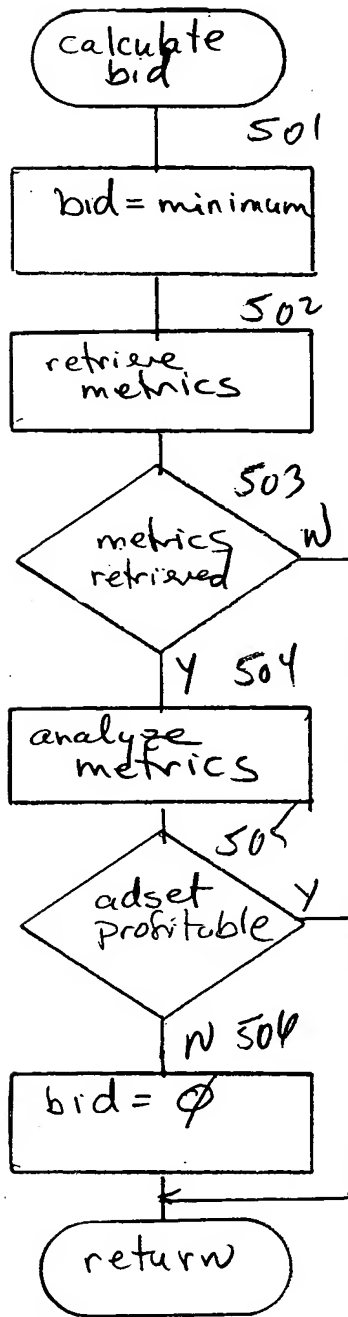 calculate
bid
501
bid = minimum
502
retrieve
metrics
503
metrics
retrieved
N
Y 504
analyze
metrics
505
adset
profitable
Y
N 506
bid = ∅
return